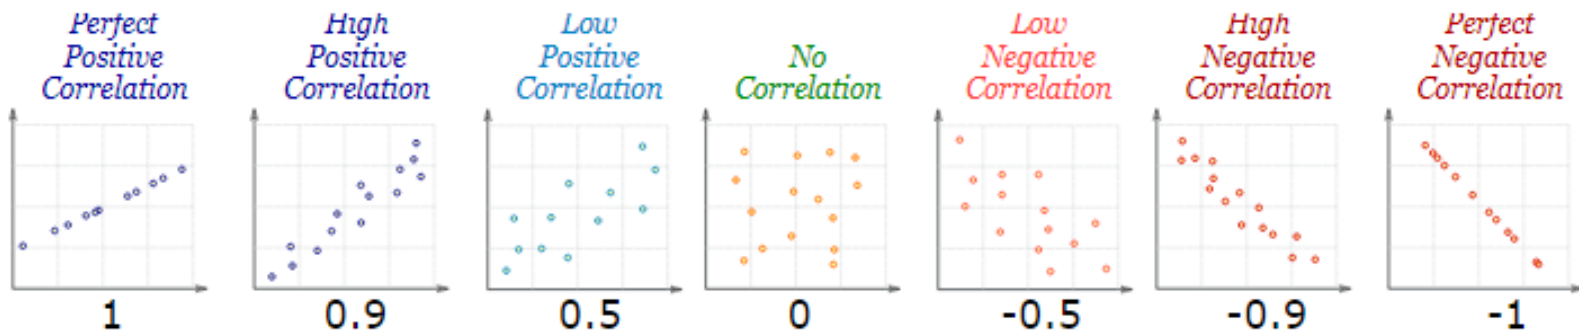 Perfect
Positive
Correlation
High
Positive
Correlation
Low
Positive
Correlation
No
Correlation
Low
Negative
Correlation
High
Negative
Correlation
Perfect
Negative
Correlation
1
0.9
0.5
0
-0.5
-0.9
-1